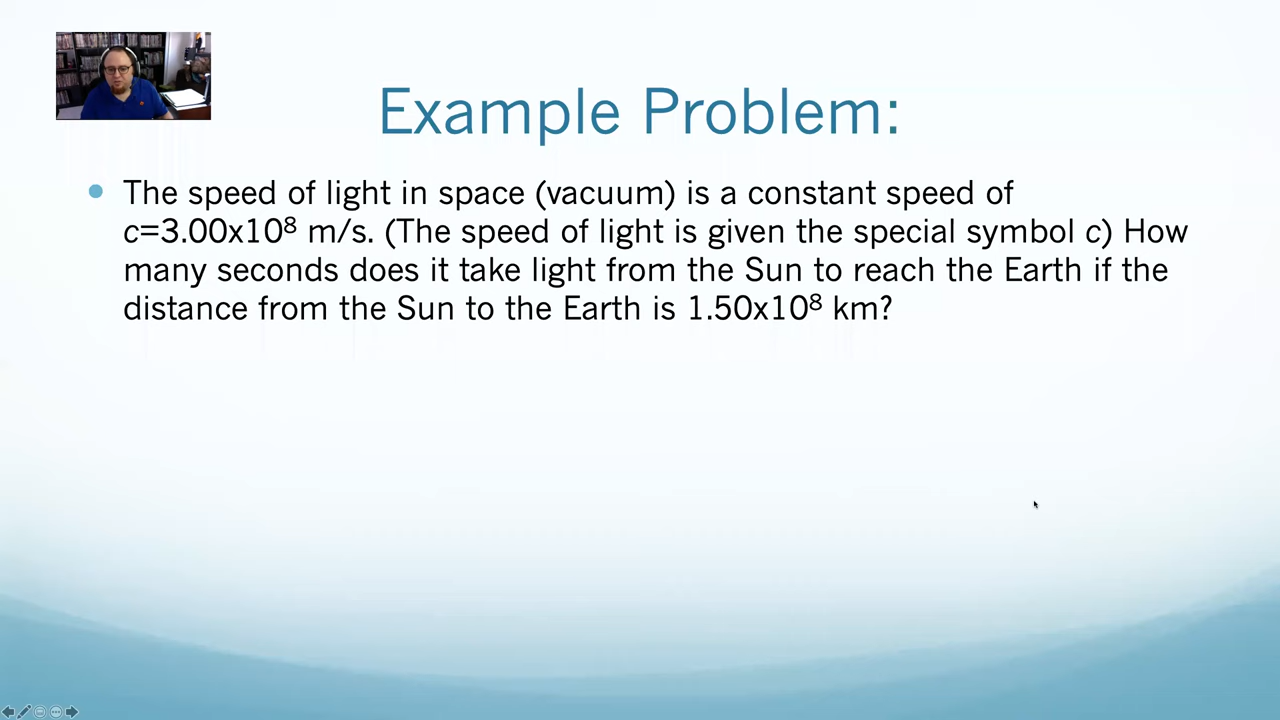 Example Problem:
The speed of light in space (vacuum) is a constant speed of
c=3.00x10⁸ m/s. (The speed of light is given the special symbol c) How
many seconds does it take light from the Sun to reach the Earth if the
distance from the Sun to the Earth is 1.50x10⁸ km?